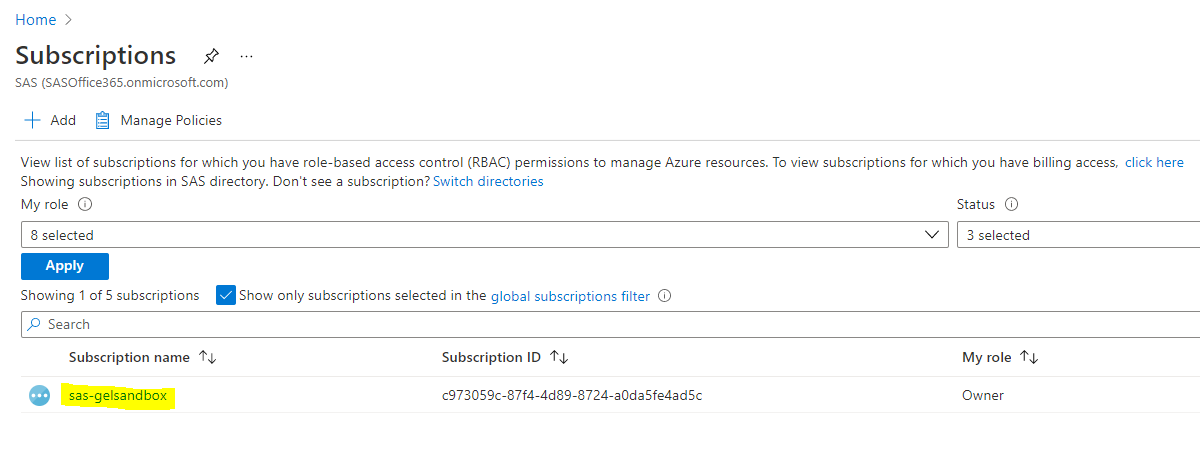 Home >
Subscriptions ...
SAS (SASOffice365.onmicrosoft.com)
+ Add Manage Policies
View list of subscriptions for which you have role-based access control (RBAC) permissions to manage Azure resources. To view subscriptions for which you have billing access, click here
Showing subscriptions in SAS directory. Don't see a subscription? Switch directories
My role Status
8 selected 3 selected
Apply
Showing 1 of 5 subscriptions Show only subscriptions selected in the global subscriptions filter
Search
Subscription name Subscription ID My role
sas-gelsandbox c973059c-87f4-4d89-8724-a0da5fe4ad5c Owner